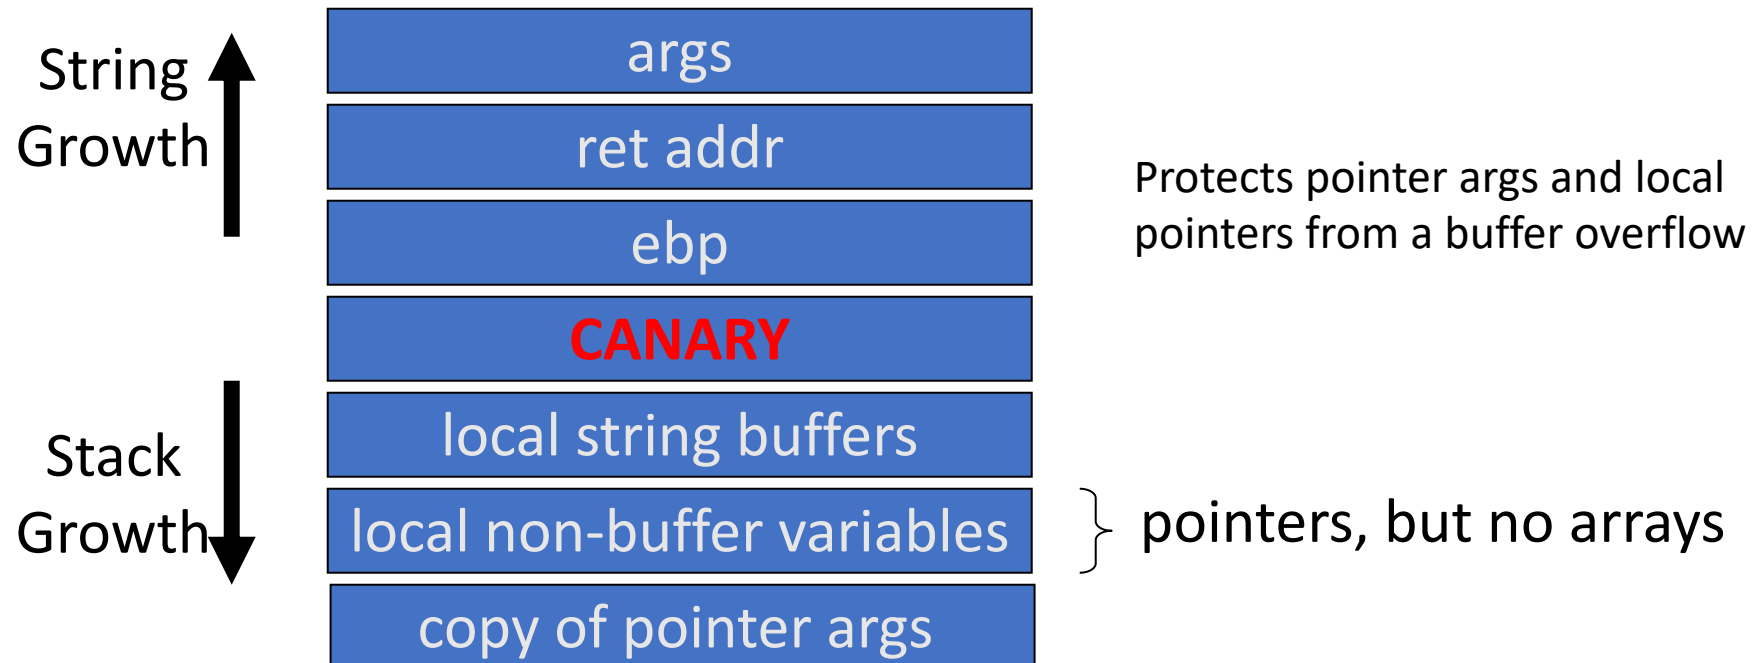 String
Growth
args
ret addr
ebp
CANARY
Protects pointer args and local
pointers from a buffer overflow
Stack
Growth
local string buffers
local non-buffer variables
copy of pointer args
pointers, but no arrays